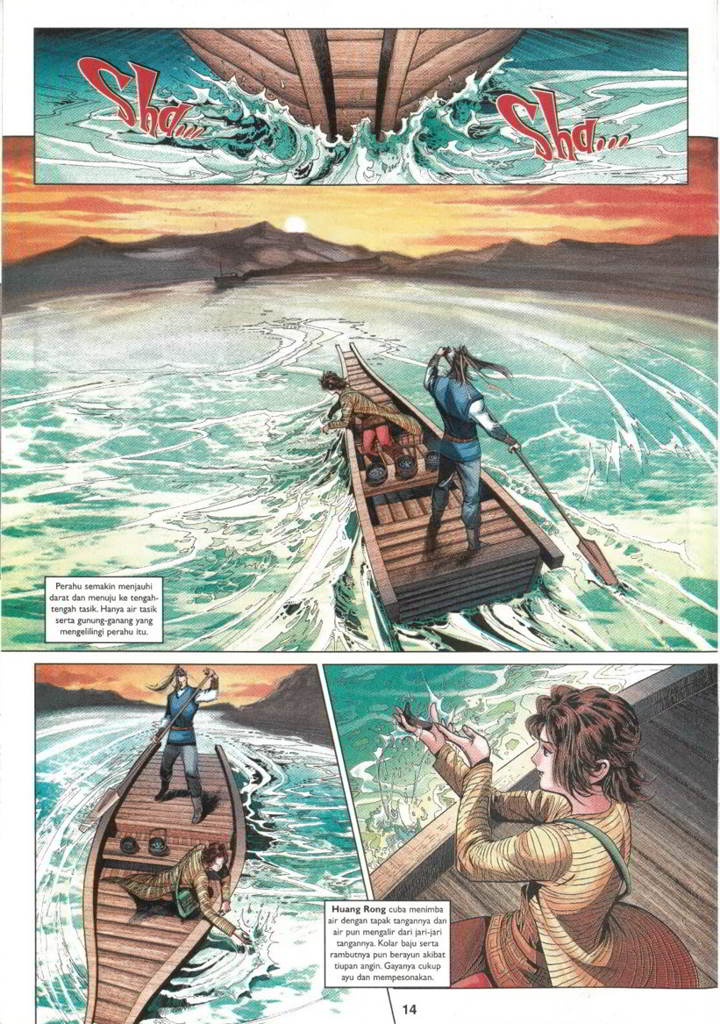 Sha...
Sha...
Perahu semakin menjauhi
darat dan menuju ke tengah-
tengah tasik. Hanya air tasik
serta gunung-ganang yang
mengelilingi perahu itu.
Huang Rong cuba menimba
air dengan tapak tangannya dan
air pun mengalir dari jari-jari
tangannya. Kolar baju serta
rambutnya pun berayun akibat
tiupan angin. Gayanya cukup
ayu dan mempesonakan.
14